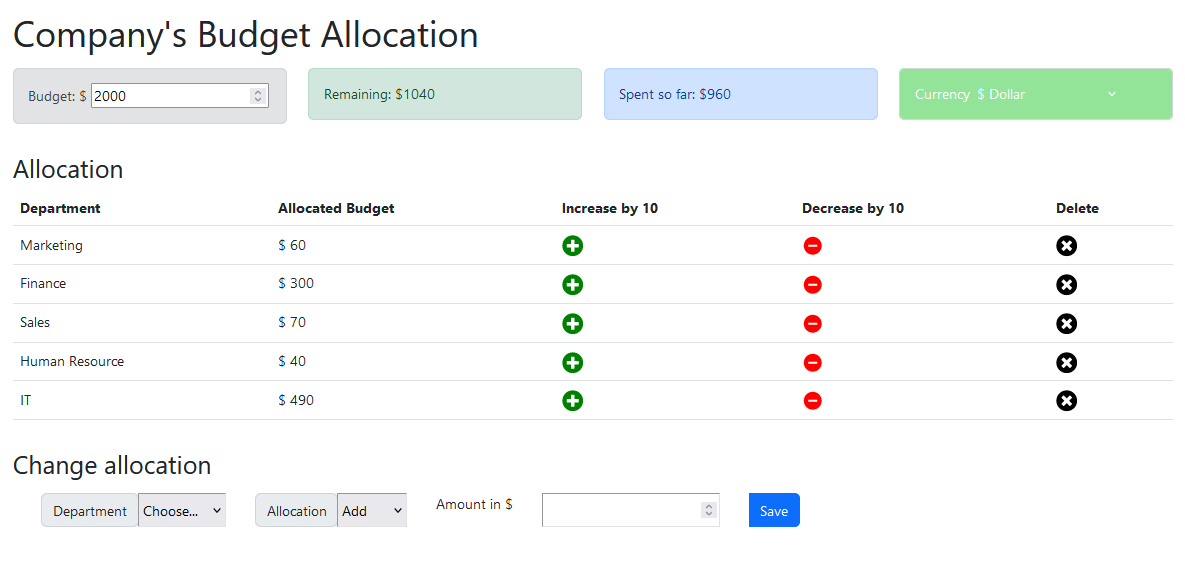 Company's Budget Allocation
Budget: $ 2000
Remaining: $1040
Spent so far: $960
Currency $ Dollar
Allocation
Department Allocated Budget Increase by 10 Decrease by 10 Delete
Marketing $ 60
Finance $ 300
Sales $ 70
Human Resource $ 40
IT $ 490
Change allocation
Department Choose... Allocation Add Amount in $ Save